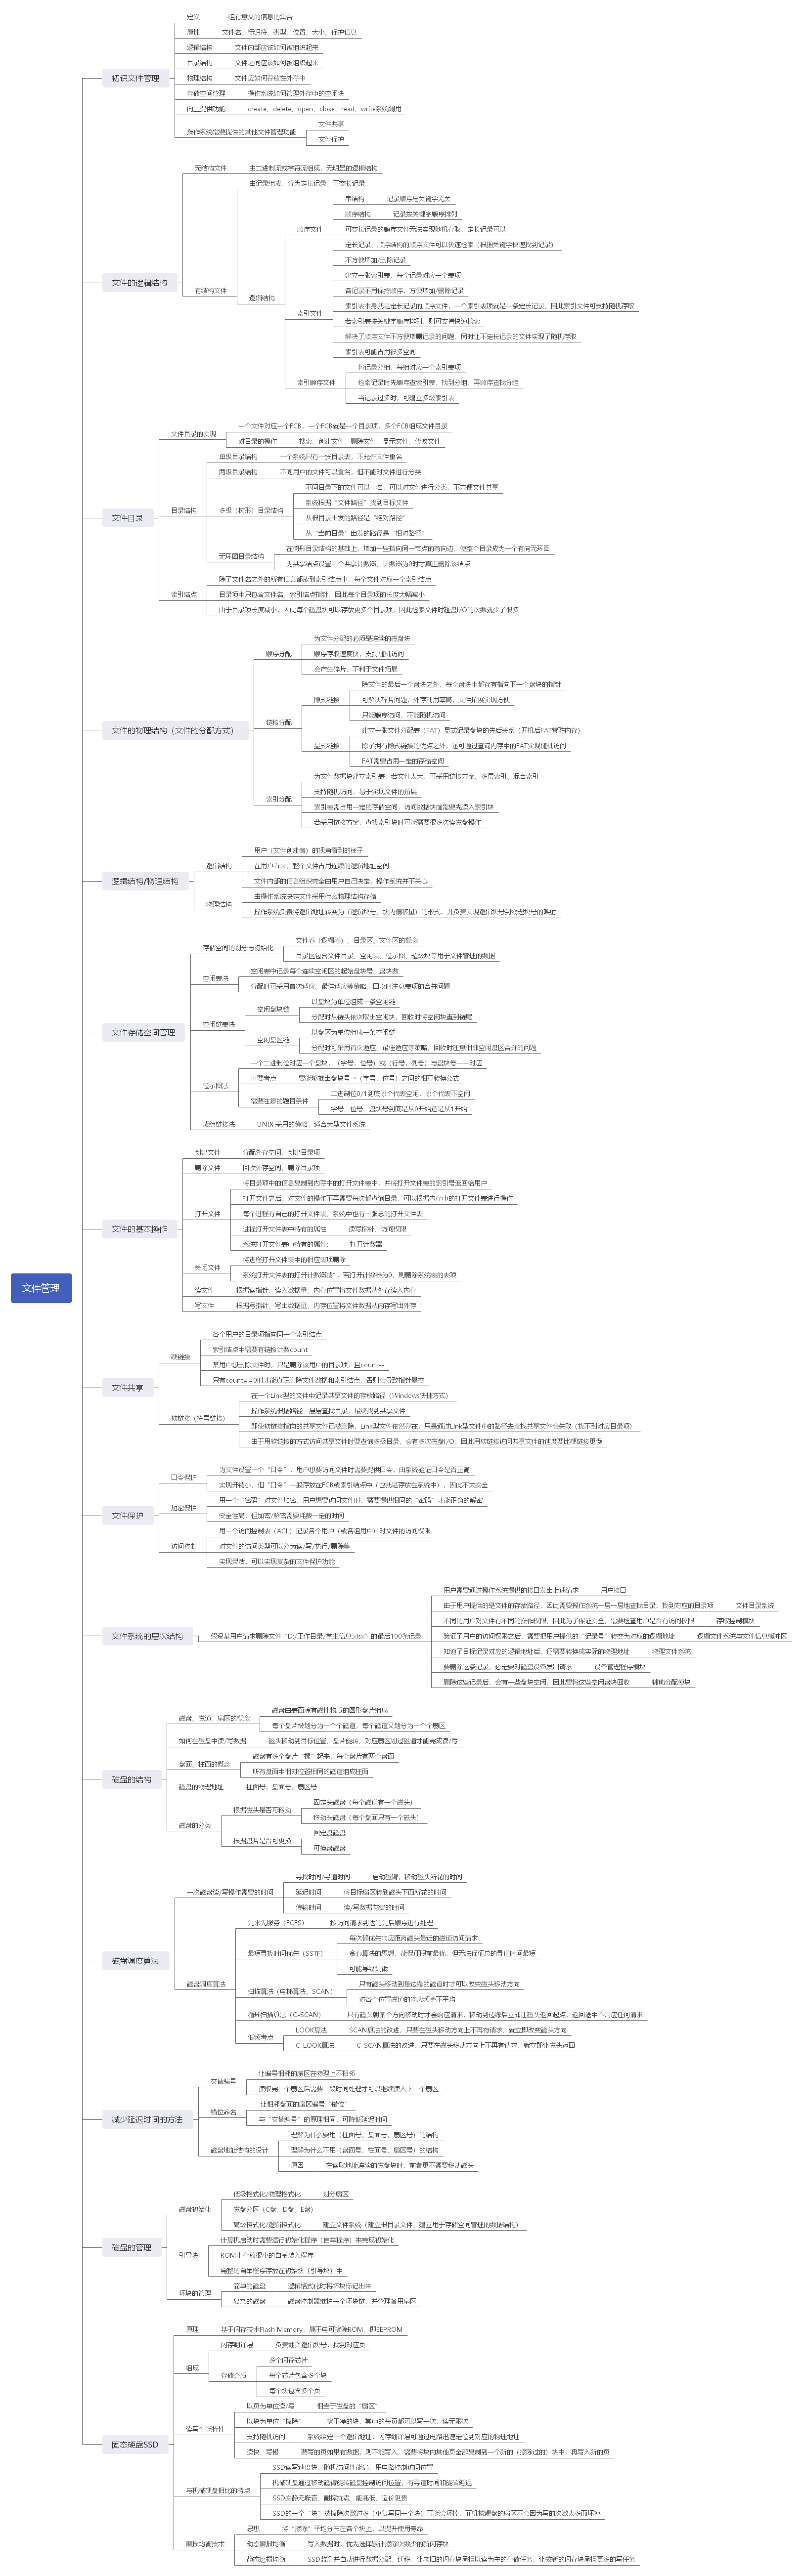 文件管理
初识文件管理
定义 一组有意义的信息的集合
属性 文件名、标识符、类型、位置、大小、保护信息
逻辑结构 文件内部应该如何被组织起来
目录结构 文件之间应该如何被组织起来
物理结构 文件应如何存放在外存中
存储空间管理 操作系统如何管理外存中的空闲块
向上提供功能 create、delete、open、close、read、write系统调用
操作系统需要提供的其他文件管理功能
文件共享
文件保护
文件的逻辑结构
无结构文件 由二进制流或字符流组成，无明显的逻辑结构
有结构文件
由记录组成，分为定长记录、可变长记录
逻辑结构
顺序文件
串结构 记录顺序与关键字无关
顺序结构 记录按关键字顺序排列
可变长记录的顺序文件无法实现随机存取，定长记录可以
定长记录、顺序结构的顺序文件可以快速检索（根据关键字快速找到记录）
不方便增加/删除记录
索引文件
建立一张索引表，每个记录对应一个表项
各记录不用保持顺序，方便增加/删除记录
索引表本身就是定长记录的顺序文件，一个索引表项就是一条定长记录，因此索引文件可支持随机存取
若索引表按关键字顺序排列，则可支持快速检索
解决了顺序文件不方便增删记录的问题，同时让不定长记录的文件实现了随机存取
索引表可能占用很多空间
索引顺序文件
将记录分组，每组对应一个索引表项
检索记录时先顺序查索引表，找到分组，再顺序查找分组
当记录过多时，可建立多级索引表
文件目录
文件目录的实现
一个文件对应一个FCB，一个FCB就是一个目录项，多个FCB组成文件目录
对目录的操作 搜索、创建文件、删除文件、显示文件、修改文件
目录结构
单级目录结构 一个系统只有一张目录表，不允许文件重名
两级目录结构 不同用户的文件可以重名，但不能对文件进行分类
多级（树形）目录结构
不同目录下的文件可以重名，可以对文件进行分类，不方便文件共享
系统根据“文件路径”找到目标文件
从根目录出发的路径是“绝对路径”
从“当前目录”出发的路径是“相对路径”
无环图目录结构
在树形目录结构的基础上，增加一些指向同一节点的有向边，使整个目录成为一个有向无环图
为共享结点设置一个共享计数器，计数器为0时才真正删除该结点
索引结点
除了文件名之外的所有信息都放到索引结点中，每个文件对应一个索引结点
目录项中只包含文件名、索引结点指针，因此每个目录项的长度大幅减小
由于目录项长度减小，因此每个磁盘块可以存放更多个目录项，因此检索文件时磁盘I/O的次数就少了很多
文件的物理结构（文件的分配方式）
顺序分配
为文件分配的必须是连续的磁盘块
顺序存取速度快，支持随机访问
会产生碎片，不利于文件拓展
链接分配
隐式链接
除文件的最后一个盘块之外，每个盘块中都存有指向下一个盘块的指针
可解决碎片问题，外存利用率高，文件拓展实现方便
只能顺序访问，不能随机访问
显式链接
建立一张文件分配表（FAT）显式记录盘块的先后关系（开机后FAT常驻内存）
除了拥有隐式链接的优点之外，还可通过查询内存中的FAT实现随机访问
FAT需要占用一定的存储空间
索引分配
为文件数据块建立索引表，若文件太大，可采用链接方案、多层索引、混合索引
支持随机访问，易于实现文件的拓展
索引表需占用一定的存储空间，访问数据块前需要先读入索引块
若采用链接方案，查找索引块时可能需要很多次读磁盘操作
逻辑结构/物理结构
逻辑结构
用户（文件创建者）的视角看到的样子
在用户看来，整个文件占用连续的逻辑地址空间
文件内部的信息组织完全由用户自己决定，操作系统并不关心
物理结构
由操作系统决定文件采用什么物理结构存储
操作系统负责将逻辑地址转变为（逻辑块号，块内偏移量）的形式，并负责实现逻辑块号到物理块号的映射
文件存储空间管理
存储空间的划分与初始化
文件卷（逻辑卷）、目录区、文件区的概念
目录区包含文件目录、空闲表、位示图、超级块等用于文件管理的数据
空闲表法
空闲表中记录每个连续空闲区的起始盘块号、盘块数
分配时可采用首次适应、最佳适应等策略，回收时注意表项的合并问题
空闲链表法
空闲盘块链
以盘块为单位组成一条空闲链
分配时从链头依次取出空闲块，回收时将空闲块查到链尾
空闲盘区链
以盘区为单位组成一条空闲链
分配时可采用首次适应、最佳适应等策略，回收时注意相邻空闲盘区合并的问题
位示图法
一个二进制位对应一个盘块，（字号，位号）或（行号，列号）与盘块号一一对应
重要考点 要能够推出盘块号→（字号，位号）之间的相互转换公式
需要注意的题目条件
二进制位0/1到底哪个代表空闲，哪个代表不空闲
字号、位号、盘块号到底是从0开始还是从1开始
成组链接法 UNIX 采用的策略，适合大型文件系统
文件的基本操作
创建文件 分配外存空间，创建目录项
删除文件 回收外存空间，删除目录项
打开文件
将目录项中的信息复制到内存中的打开文件表中，并将打开文件表的索引号返回给用户
打开文件之后，对文件的操作不再需要每次都查询目录，可以根据内存中的打开文件表进行操作
每个进程有自己的打开文件表，系统中也有一张总的打开文件表
进程打开文件表中特有的属性 读写指针、访问权限
系统打开文件表中特有的属性: 打开计数器
关闭文件
将进程打开文件表中的相应表项删除
系统打开文件表的打开计数器减1，若打开计数器为0，则删除系统表的表项
读文件 根据读指针、读入数据量、内存位置将文件数据从外存读入内存
写文件 根据写指针、写出数据量、内存位置将文件数据从内存写出外存
文件共享
硬链接
各个用户的目录项指向同一个索引结点
索引结点中需要有链接计数count
某用户想删除文件时，只是删除该用户的目录项，且count--
只有count==0时才能真正删除文件数据和索引结点，否则会导致指针悬空
软链接（符号链接）
在一个Link型的文件中记录共享文件的存放路径（Windows快捷方式）
操作系统根据路径一层层查找目录，最终找到共享文件
即使软链接指向的共享文件已被删除，Link型文件依然存在，只是通过Link型文件中的路径去查找共享文件会失败（找不到对应目录项）
由于用软链接的方式访问共享文件时要查询多级目录，会有多次磁盘I/O，因此用软链接访问共享文件的速度要比硬链接更慢
文件保护
口令保护
为文件设置一个“口令”，用户想要访问文件时需要提供口令，由系统验证口令是否正确
实现开销小，但“口令”一般存放在FCB或索引结点中（也就是存放在系统中），因此不太安全
加密保护
用一个“密码”对文件加密，用户想要访问文件时，需要提供相同的“密码”才能正确的解密
安全性高，但加密/解密需要耗费一定的时间
访问控制
用一个访问控制表（ACL）记录各个用户（或各组用户）对文件的访问权限
对文件的访问类型可以分为读/写/执行/删除等
实现灵活，可以实现复杂的文件保护功能
文件系统的层次结构
假设某用户请求删除文件“D:/工作目录/学生信息.xlsx”的最后100条记录
用户需要通过操作系统提供的接口发出上述请求 用户接口
由于用户提供的是文件的存放路径，因此需要操作系统一层一层地查找目录，找到对应的目录项 文件目录系统
不同的用户对文件有不同的操作权限，因此为了保证安全，需要检查用户是否有访问权限 存取控制模块
验证了用户的访问权限之后，需要把用户提供的“记录号”转变为对应的逻辑地址 逻辑文件系统与文件信息缓冲区
知道了目标记录对应的逻辑地址后，还需要转换成实际的物理地址 物理文件系统
要删除这条记录，必定要对磁盘设备发出请求 设备管理程序模块
删除这些记录后，会有一些盘块空闲，因此要将这些空闲盘块回收 辅助分配模块
磁盘的结构
磁盘、磁道、扇区的概念
磁盘由表面涂有磁性物质的圆形盘片组成
每个盘片被划分为一个个磁道，每个磁道又划分为一个个扇区
如何在磁盘中读/写数据 磁头移动到目标位置，盘片旋转，对应扇区划过磁道才能完成读/写
盘面、柱面的概念
磁盘有多个盘片“摞”起来，每个盘片有两个盘面
所有盘面中相对位置相同的磁道组成柱面
磁盘的物理地址 柱面号，盘面号，扇区号
磁盘的分类
根据磁头是否可移动
固定头磁盘（每个磁道有一个磁头）
移动头磁盘（每个盘面只有一个磁头）
根据盘片是否可更换
固定盘磁盘
可换盘磁盘
磁盘调度算法
一次磁盘读/写操作需要的时间
寻找时间/寻道时间 启动磁臂、移动磁头所花的时间
延迟时间 将目标扇区转到磁头下面所花的时间
传输时间 读/写数据花费的时间
磁盘调度算法
先来先服务（FCFS） 按访问请求到达的先后顺序进行处理
最短寻找时间优先（SSTF）
每次都优先响应距离磁头最近的磁道访问请求
贪心算法的思想，能保证眼前最优，但无法保证总的寻道时间最短
可能导致饥饿
扫描算法（电梯算法、SCAN）
只有磁头移动到最边缘的磁道时才可以改变磁头移动方向
对各个位置磁道的响应频率不平均
循环扫描算法（C-SCAN） 只有磁头朝某个方向移动时才会响应请求，移动到边缘后立即让磁头返回起点，返回途中不响应任何请求
低频考点
LOOK算法 SCAN算法的改进，只要在磁头移动方向上不再有请求，就立即改变磁头方向
C-LOOK算法 C-SCAN算法的改进，只要在磁头移动方向上不再有请求，就立即让磁头返回
减少延迟时间的方法
交替编号
让编号相邻的扇区在物理上不相邻
读取完一个扇区后需要一段时间处理才可以继续读入下一个扇区
错位命名
让相邻盘面的扇区编号“错位”
与“交替编号”的原理相同，可降低延迟时间
磁盘地址结构的设计
理解为什么要用（柱面号，盘面号，扇区号）的结构
理解为什么不用（盘面号，柱面号，扇区号）的结构
原因 在读取地址连续的磁盘块时，前者更不需要移动磁头
磁盘的管理
磁盘初始化
低级格式化/物理格式化 划分扇区
磁盘分区（C盘、D盘、E盘）
高级格式化/逻辑格式化 建立文件系统（建立根目录文件、建立用于存储空间管理的数据结构）
引导块
计算机启动时需要运行初始化程序（自举程序）来完成初始化
ROM中存放很小的自举装入程序
完整的自举程序存放在初始块（引导块）中
坏块的管理
简单的磁盘 逻辑格式化时将坏块标记出来
复杂的磁盘 磁盘控制器维护一个坏块链，并管理备用扇区
固态硬盘SSD
原理 基于闪存技术Flash Memory，属于电可擦除ROM，即EEPROM
组成
闪存翻译层 负责翻译逻辑块号，找到对应页
存储介质
多个闪存芯片
每个芯片包含多个块
每个块包含多个页
读写性能特性
以页为单位读/写 相当于磁盘的“扇区”
以块为单位“擦除” 擦干净的块，其中的每页都可以写一次，读无限次
支持随机访问 系统给定一个逻辑地址，闪存翻译层可通过电路迅速定位到对应的物理地址
读快、写慢 要写的页如果有数据，则不能写入，需要将块内其他页全部复制到一个新的（擦除过的）块中，再写入新的页
与机械硬盘相比的特点
SSD读写速度快，随机访问性能高，用电路控制访问位置
机械硬盘通过移动磁臂旋转磁盘控制访问位置，有寻道时间和旋转延迟
SSD安静无噪音、耐摔抗震、能耗低、造价更贵
SSD的一个“块”被擦除次数过多（重复写同一个块）可能会坏掉，而机械硬盘的扇区不会因为写的次数太多而坏掉
磨损均衡技术
思想 将“擦除”平均分布在各个块上，以提升使用寿命
动态磨损均衡 写入数据时，优先选择累计擦除次数少的新闪存块
静态磨损均衡 SSD监测并自动进行数据分配、迁移，让老旧的闪存块承担以读为主的存储任务，让较新的闪存块承担更多的写任务